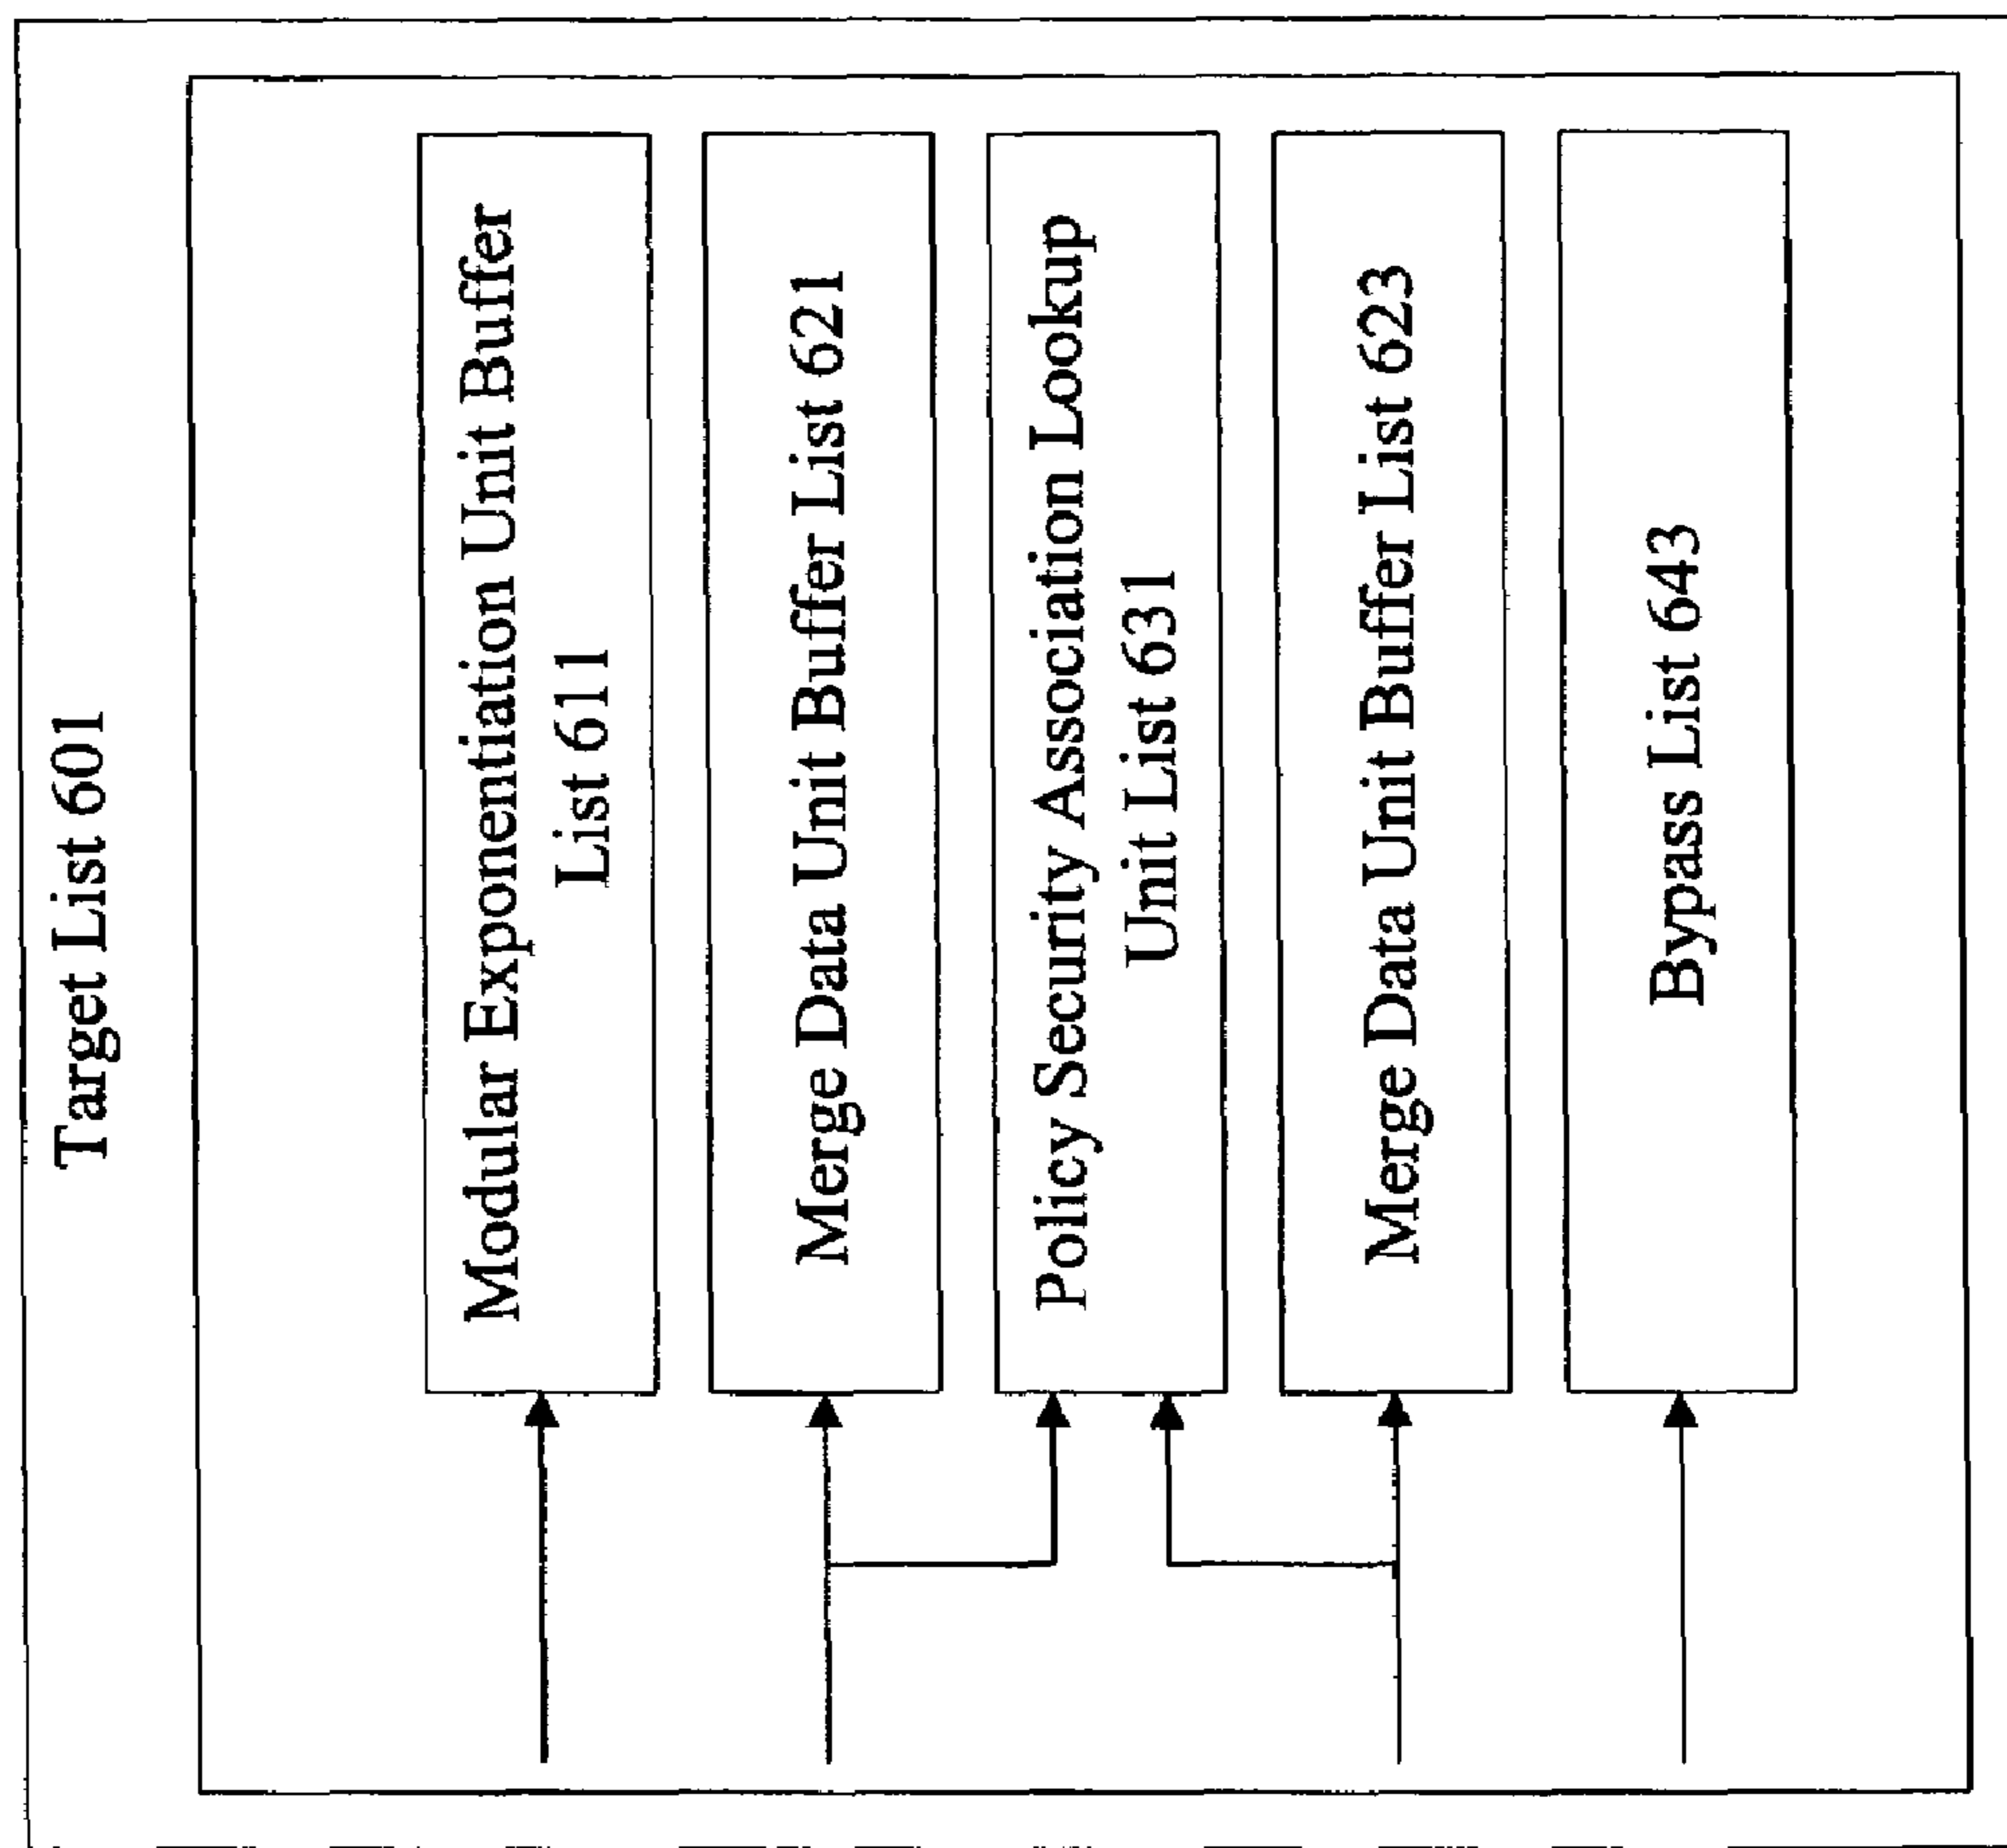 Target List 601
Modular Exponentiation Unit Buffer
List 611
Merge Data Unit Buffer List 621
Policy Security Association Lookup
Unit List 631
Merge Data Unit Buffer List 623
Bypass List 643